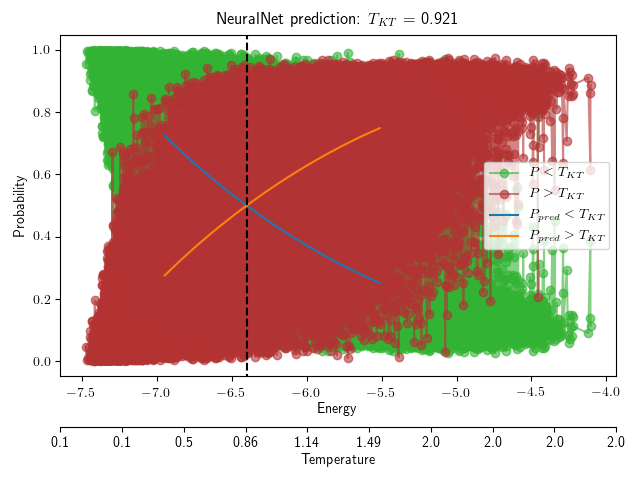 NeuralNet prediction: T_{KT} = 0.921
1.0
0.8
0.6
0.4
0.2
0.0
Probability
P < T_{KT}
P > T_{KT}
P_{pred} < T_{KT}
P_{pred} > T_{KT}
−7.5 −7.0 −6.5 −6.0 −5.5 −5.0 −4.5 −4.0
Energy
0.1 0.1 0.5 0.86 1.14 1.49 2.0 2.0 2.0 2.0
Temperature